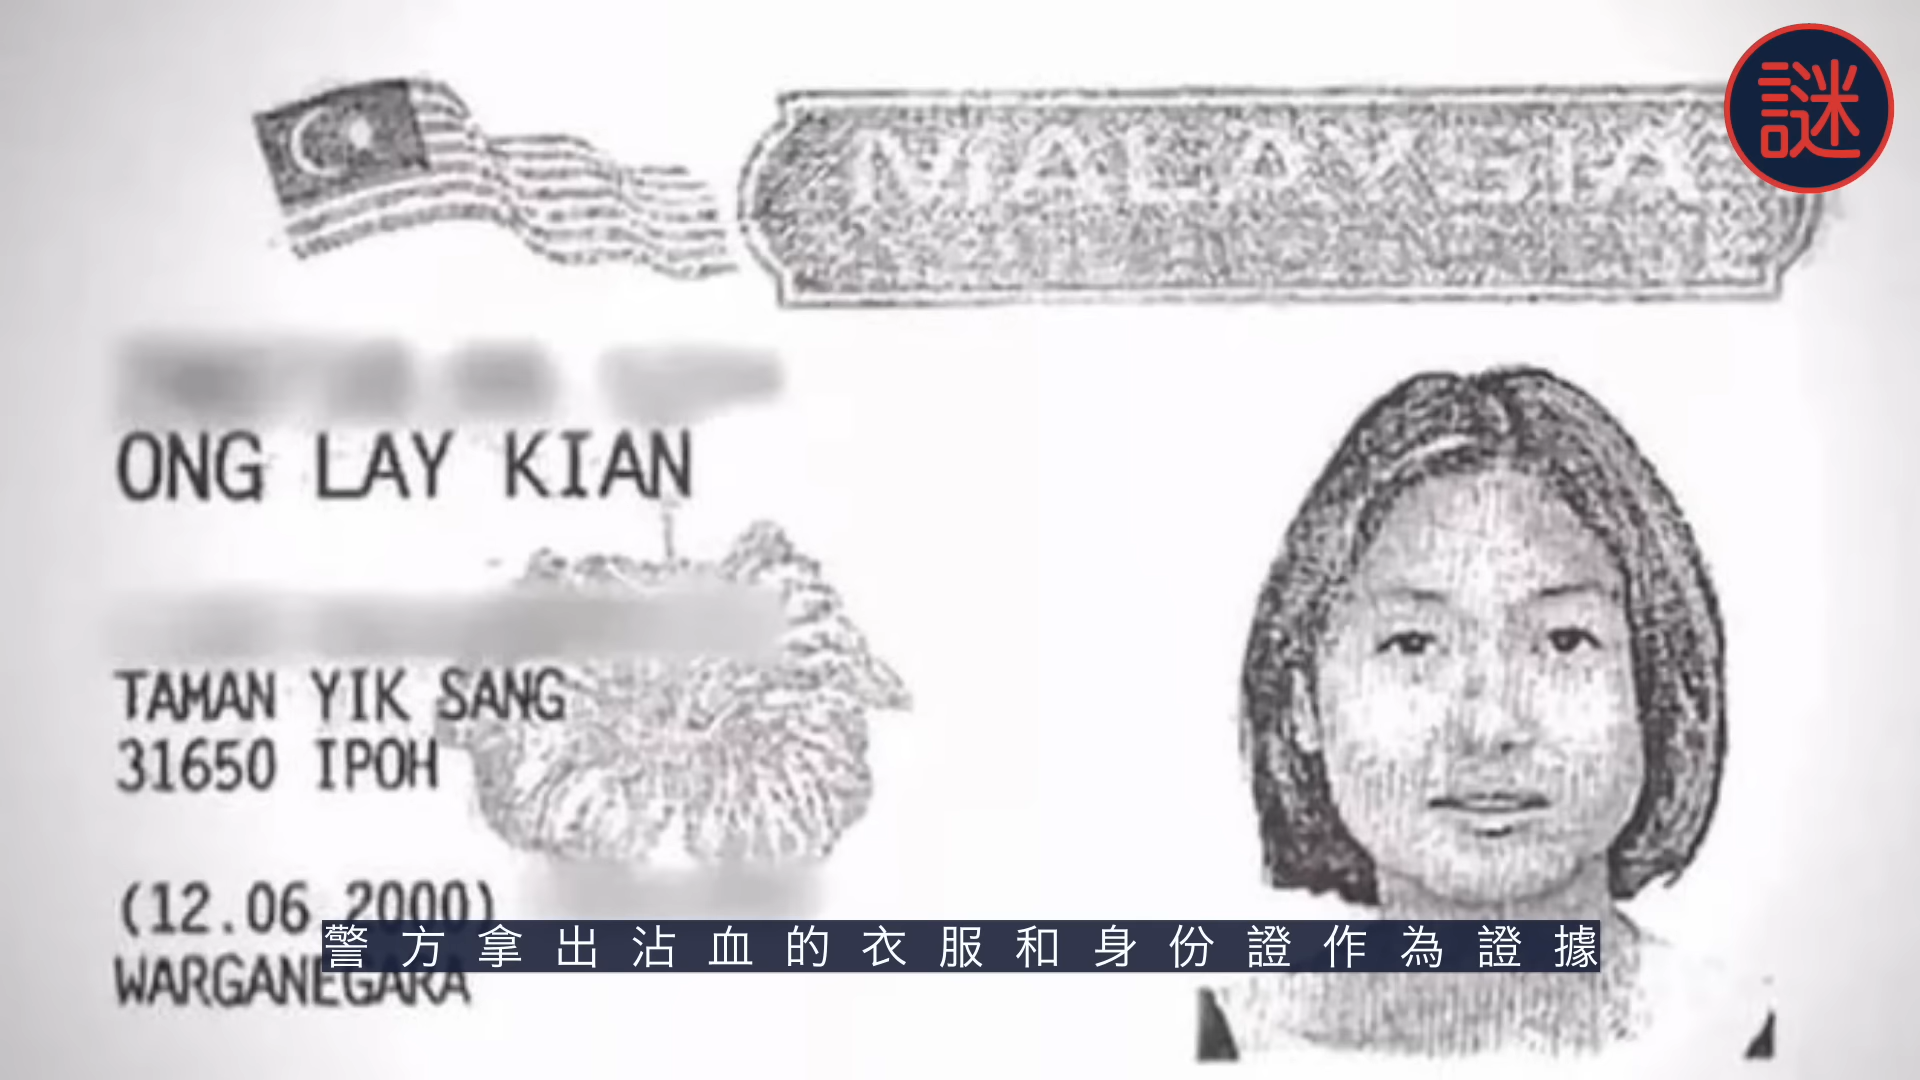 謎
MALAYSIA
ONG LAY KIAN
TAMAN YIK SANG
31650 IPOH
(12.06.2000)
WARGANEGARA
警方拿出沾血的衣服和身份證作為證據